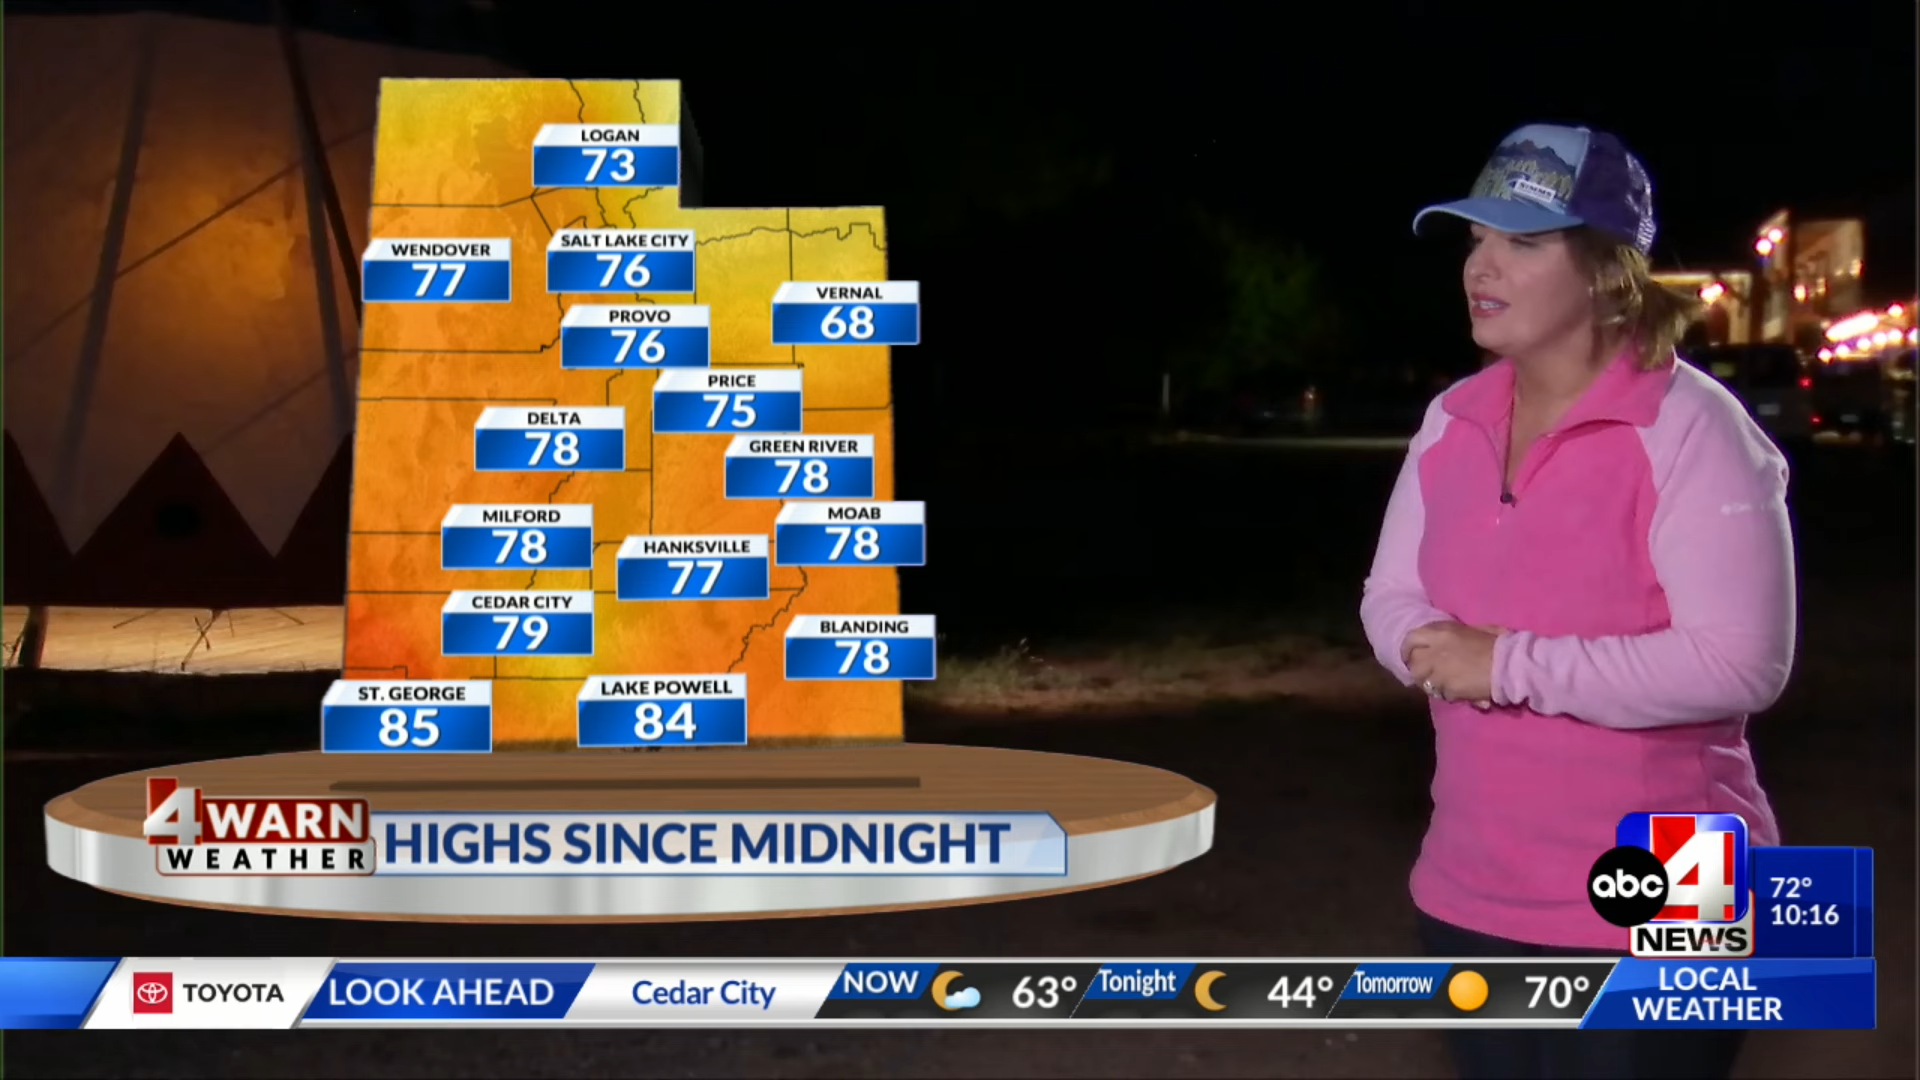 LOGAN
73
WENDOVER
77
SALT LAKE CITY
76
VERNAL
68
PROVO
76
PRICE
75
DELTA
78
GREEN RIVER
78
MILFORD
78
MOAB
78
HANKSVILLE
77
CEDAR CITY
79
BLANDING
78
ST. GEORGE
85
LAKE POWELL
84
SIMMS
4WARN
WEATHER
HIGHS SINCE MIDNIGHT
abc 4
NEWS
72°
10:16
TOYOTA
LOOK AHEAD
Cedar City
NOW
63°
Tonight
44°
Tomorrow
70°
LOCAL
WEATHER